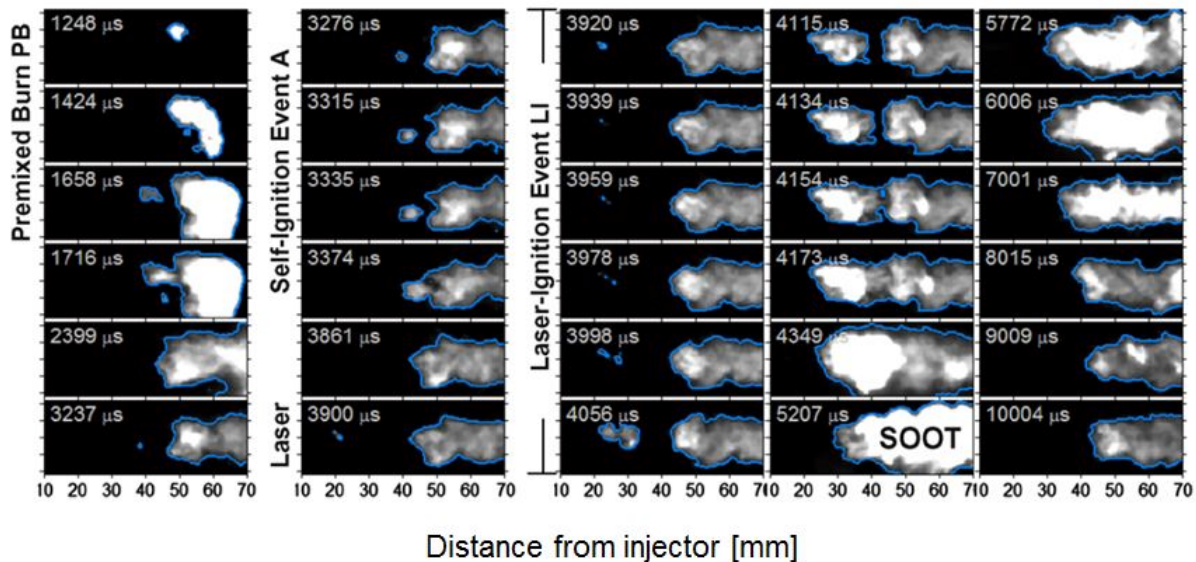 Premixed Burn PB
1248 μs
1424 μs
1658 μs
1716 μs
2399 μs
3237 μs
10 20 30 40 50 60 70
Self-Ignition Event A
Laser
3276 μs
3315 μs
3335 μs
3374 μs
3861 μs
3900 μs
10 20 30 40 50 60 70
Laser-Ignition Event LI
3920 μs
3939 μs
3959 μs
3978 μs
3998 μs
4056 μs
10 20 30 40 50 60 70
4115 μs
4134 μs
4154 μs
4173 μs
4349 μs
5207 μs
SOOT
10 20 30 40 50 60 70
5772 μs
6006 μs
7001 μs
8015 μs
9009 μs
10004 μs
10 20 30 40 50 60 70
Distance from injector [mm]